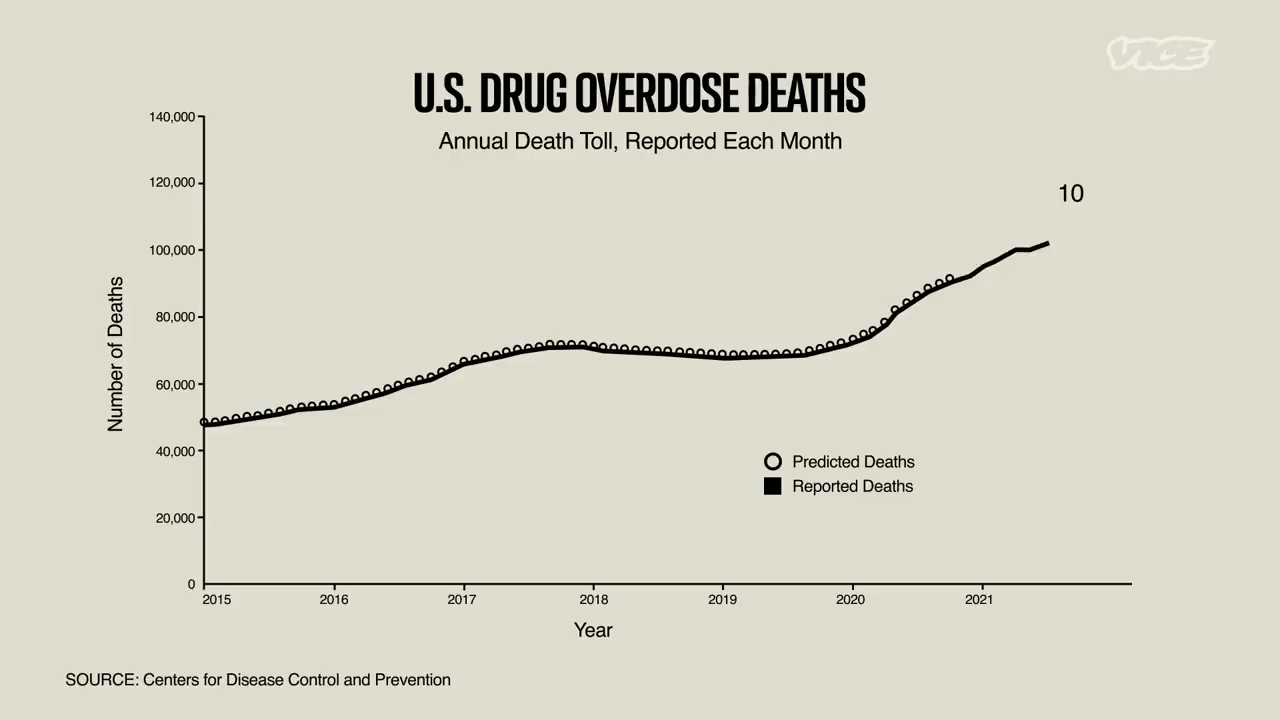 VICE
U.S. DRUG OVERDOSE DEATHS
Annual Death Toll, Reported Each Month
140,000
120,000
10
100,000
80,000
60,000
40,000
20,000
0
Number of Deaths
Predicted Deaths
Reported Deaths
2015 2016 2017 2018 2019 2020 2021
Year
SOURCE: Centers for Disease Control and Prevention